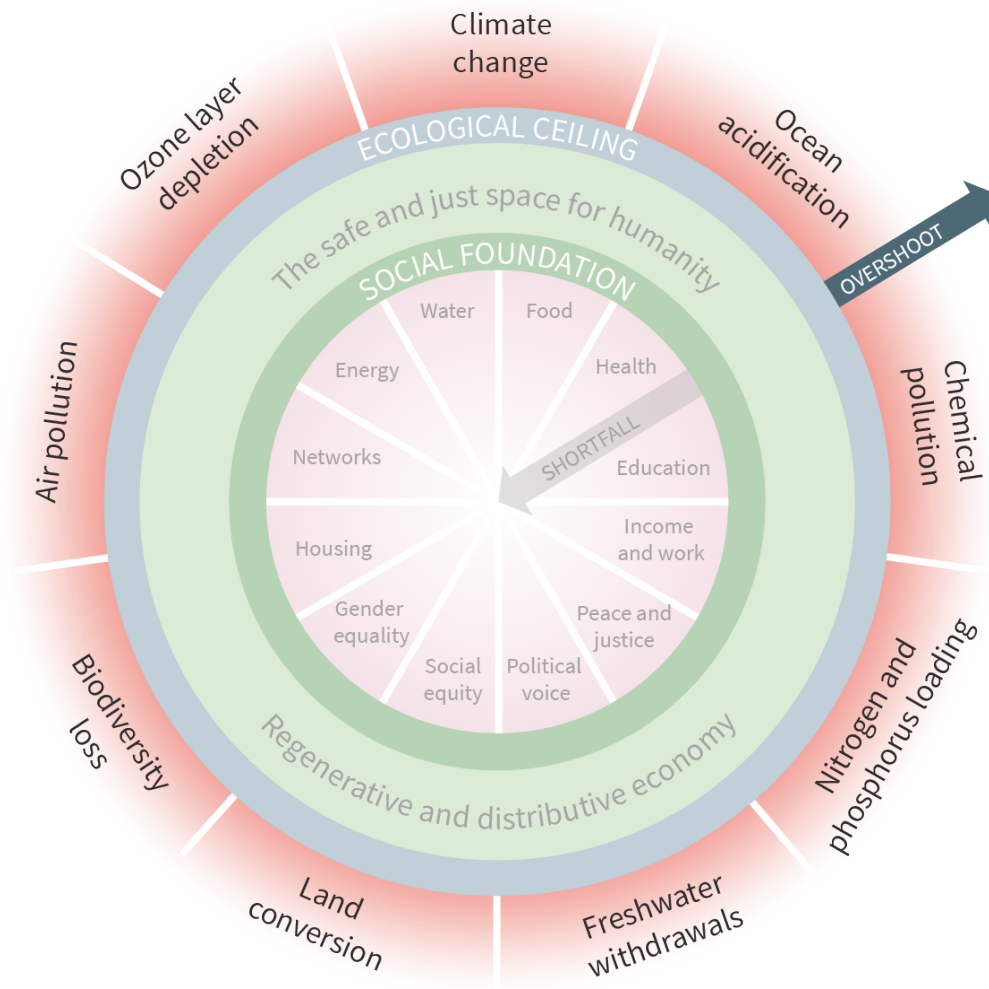 Climate
change
Ocean
acidification
OVERSHOOT
Chemical
pollution
Nitrogen and
phosphorus loading
Freshwater
withdrawals
Land
conversion
Biodiversity
loss
Air pollution
Ozone layer
depletion
ECOLOGICAL CEILING
The safe and just space for humanity
SOCIAL FOUNDATION
Water
Food
Energy
Health
SHORTFALL
Networks
Education
Income
and work
Housing
Peace and
justice
Gender
equality
Social
equity
Political
voice
Regenerative and distributive economy